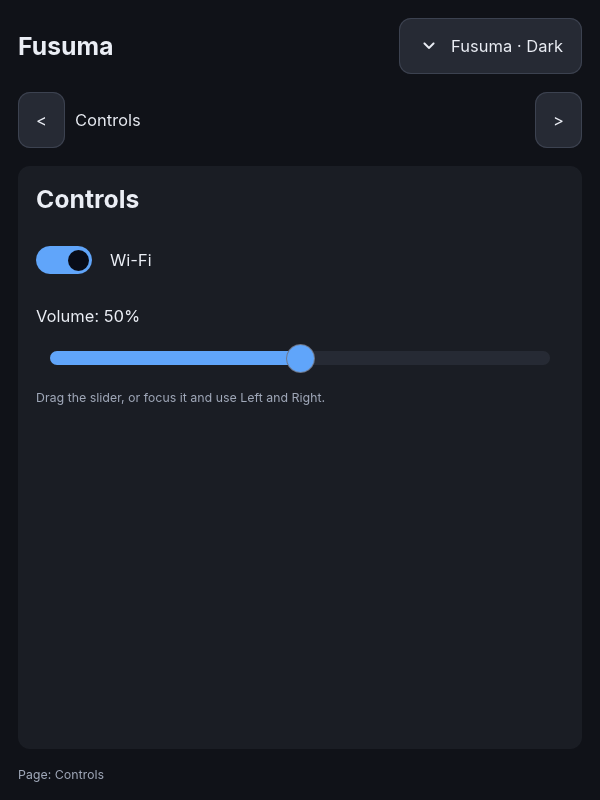 Fusuma
Fusuma · Dark
<
Controls
>
Controls
Wi-Fi
Volume: 50%
Drag the slider, or focus it and use Left and Right.
Page: Controls